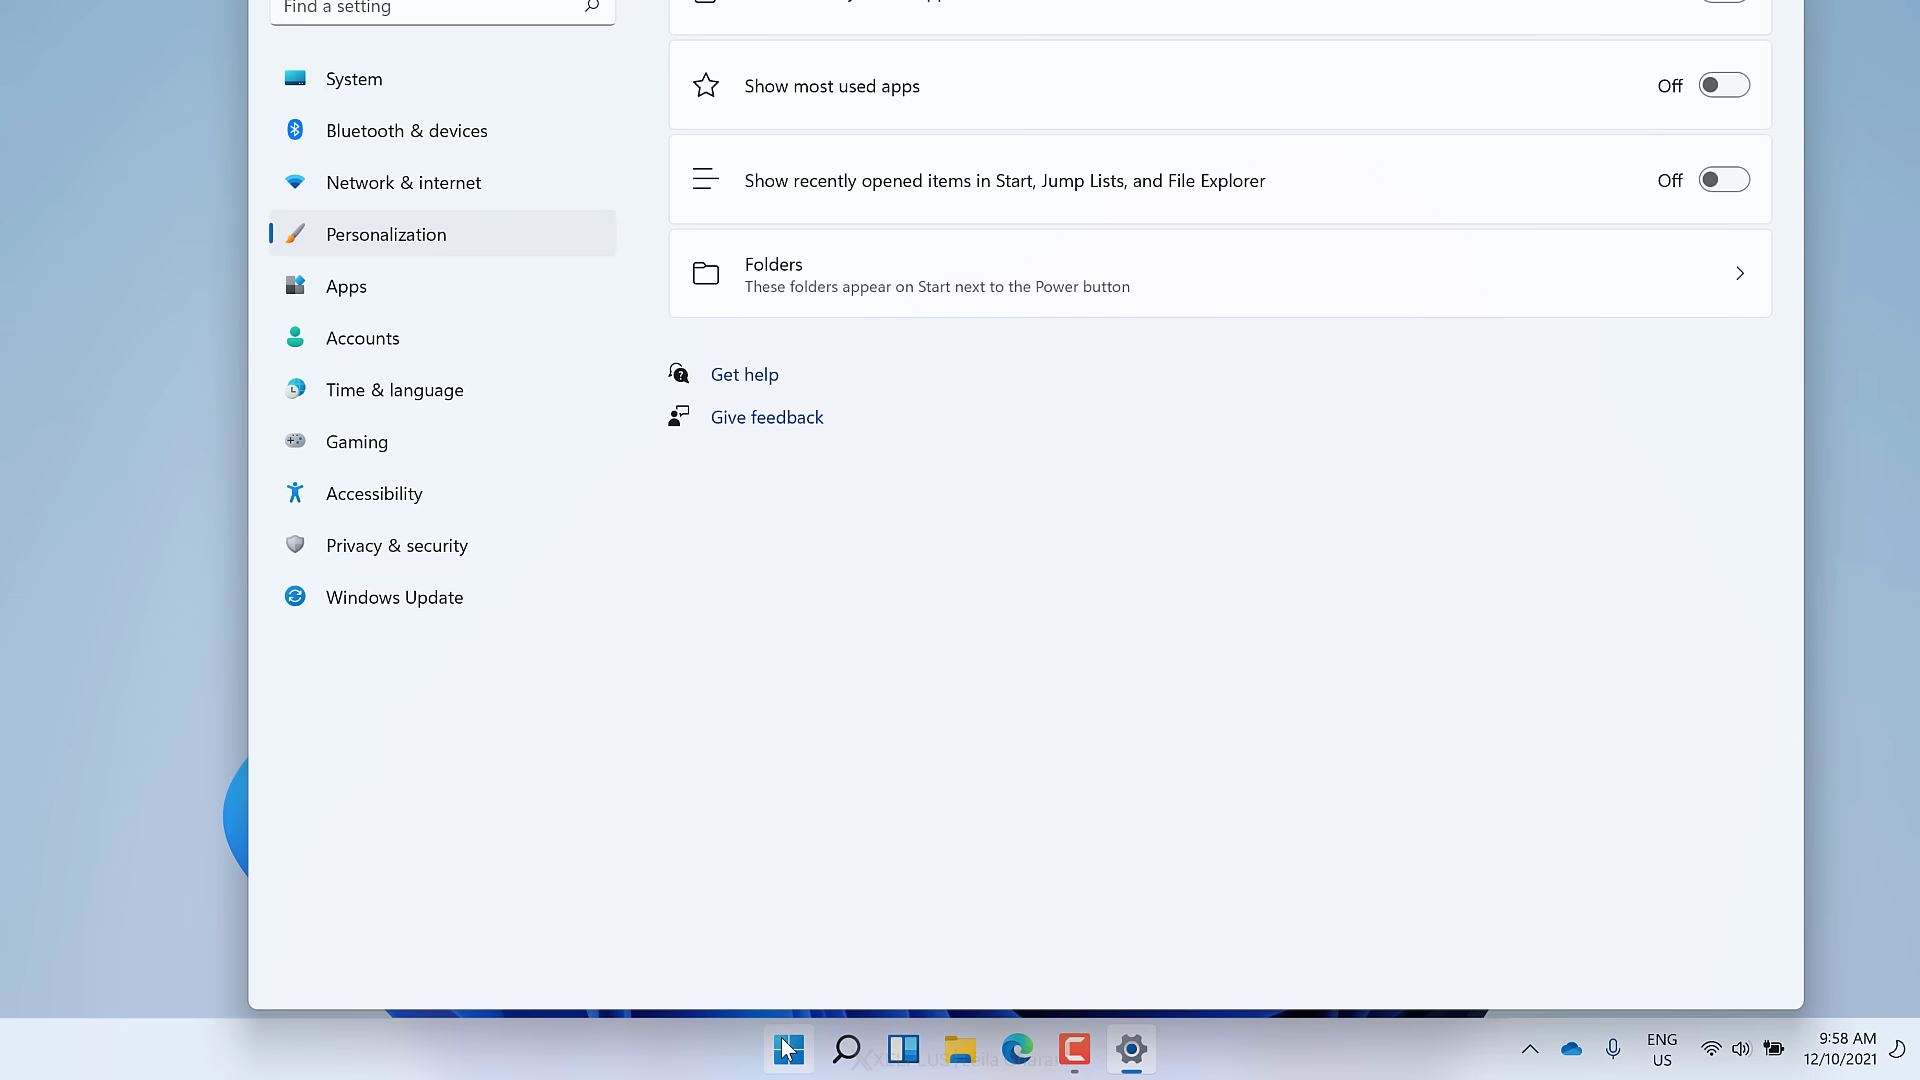 Find a setting
System
Bluetooth & devices
Network & internet
Personalization
Apps
Accounts
Time & language
Gaming
Accessibility
Privacy & security
Windows Update
Show most used apps
Off
Show recently opened items in Start, Jump Lists, and File Explorer
Off
Folders
These folders appear on Start next to the Power button
Get help
Give feedback
ENG
US
9:58 AM
12/10/2021